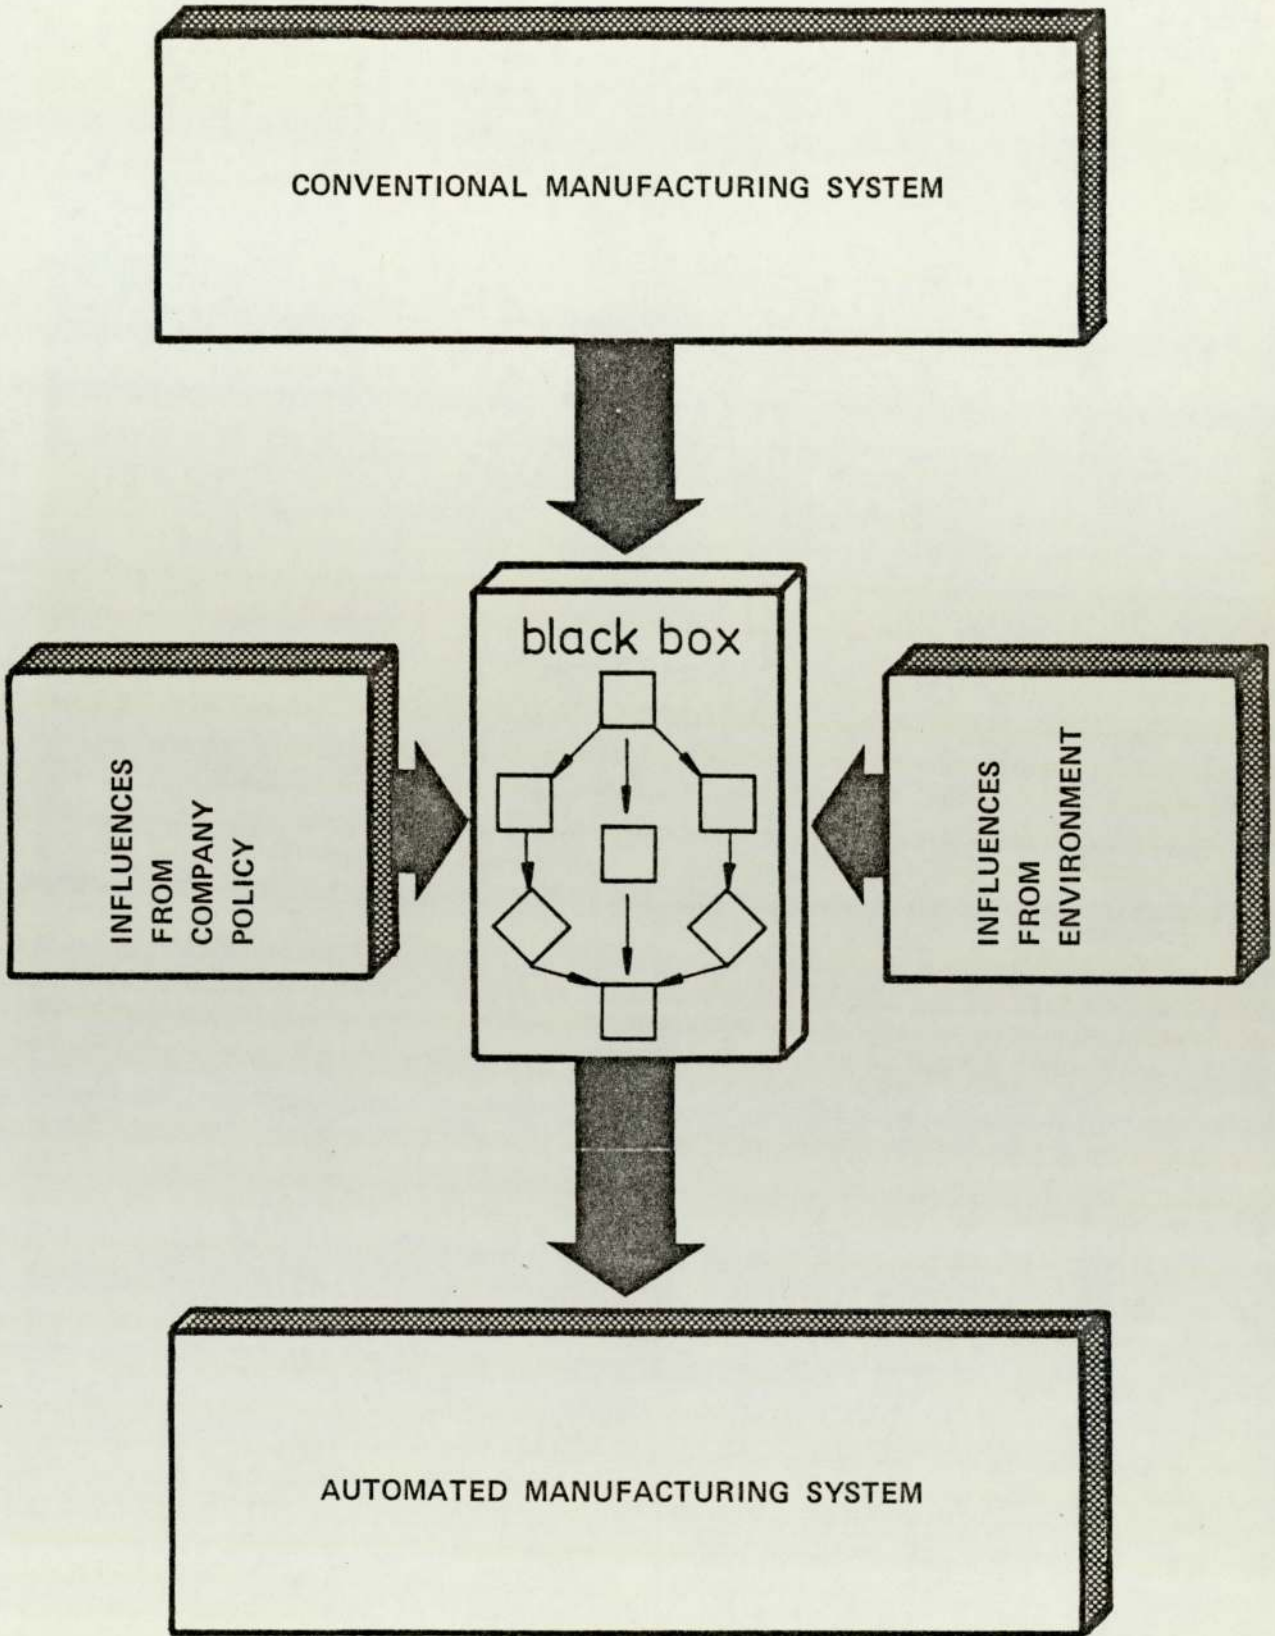 CONVENTIONAL MANUFACTURING SYSTEM
black box
INFLUENCES
FROM
COMPANY
POLICY
INFLUENCES
FROM
ENVIRONMENT
AUTOMATED MANUFACTURING SYSTEM